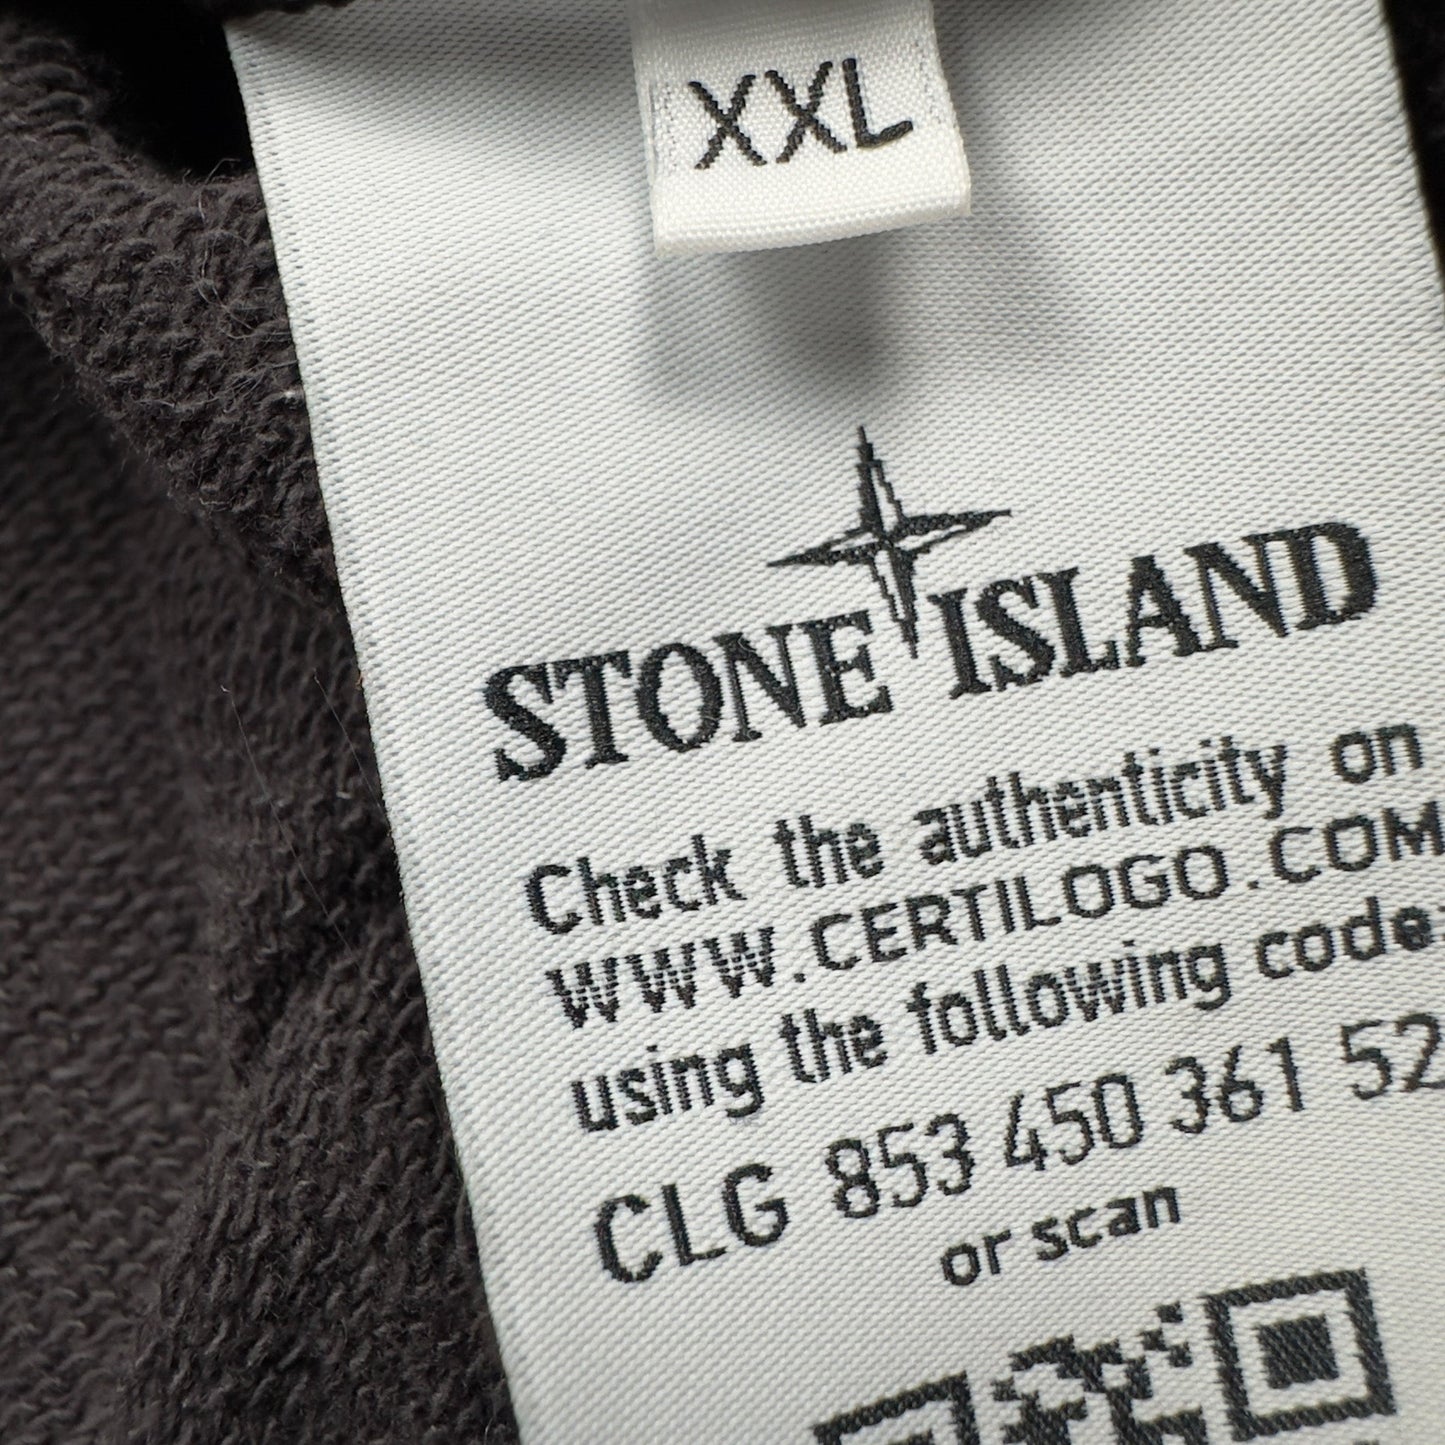 XXL
STONE ISLAND
Check the authenticity on
WWW.CERTILOGO.COM
using the following code:
CLG 853 450 361 52
or scan